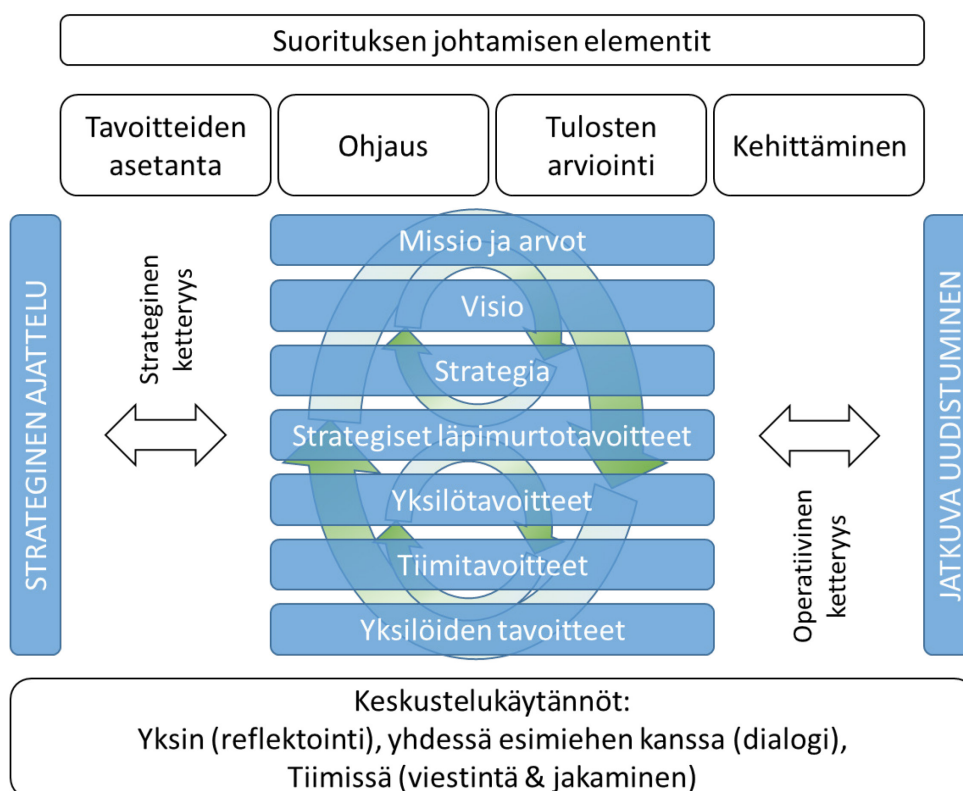 Suorituksen johtamisen elementit
Tavoitteiden
asetanta
Ohjaus
Tulosten
arviointi
Kehittäminen
STRATEGINEN AJATTELU
Strateginen
ketteryys
Missio ja arvot
Visio
Strategia
Strategiset läpimurtotavoitteet
Yksilötavoitteet
Tiimitavoitteet
Yksilöiden tavoitteet
Operatiivinen
ketteryys
JATKUVA UUDISTUMINEN
Keskustelukäytännöt:
Yksin (reflektointi), yhdessä esimiehen kanssa (dialogi),
Tiimissä (viestintä & jakaminen)